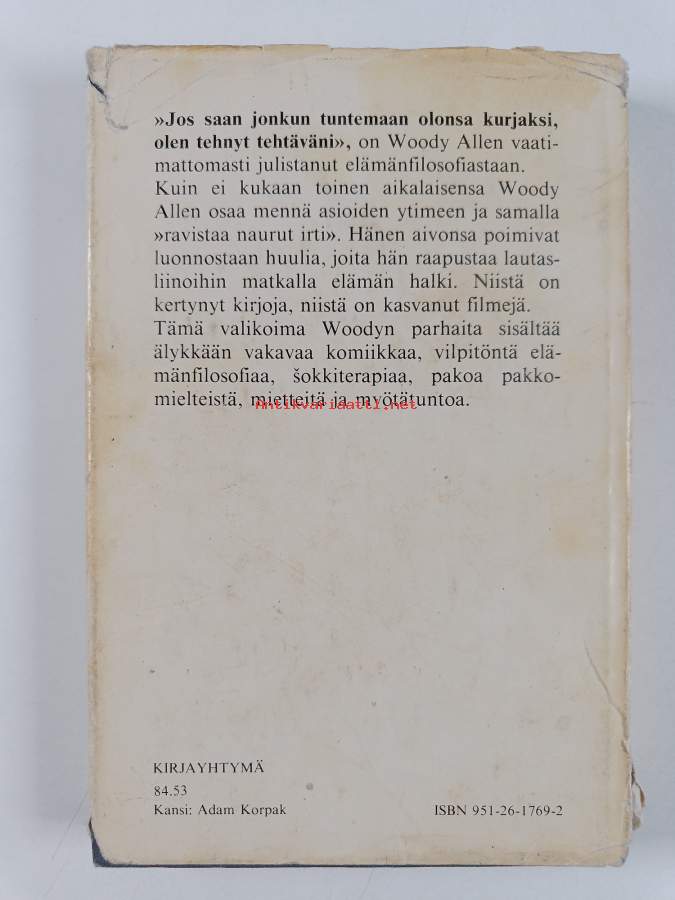 »Jos saan jonkun tuntemaan olonsa kurjaksi,
olen tehnyt tehtäväni», on Woody Allen vaati-
mattomasti julistanut elämänfilosofiastaan.
Kuin ei kukaan toinen aikalaisensa Woody
Allen osaa mennä asioiden ytimeen ja samalla
»ravistaa naurut irti». Hänen aivonsa poimivat
luonnostaan huulia, joita hän raapustaa lautas-
liinoihin matkalla elämän halki. Niistä on
kertynyt kirjoja, niistä on kasvanut filmejä.
Tämä valikoima Woodyn parhaita sisältää
älykkään vakavaa komiikkaa, vilpitöntä elä-
mänfilosofiaa, šokkiterapiaa, pakoa pakko-
mielteistä, mietteitä ja myötätuntoa.
Antikvariaatti.net
KIRJAYHTYMÄ
84.53
Kansi: Adam Korpak
ISBN 951-26-1769-2